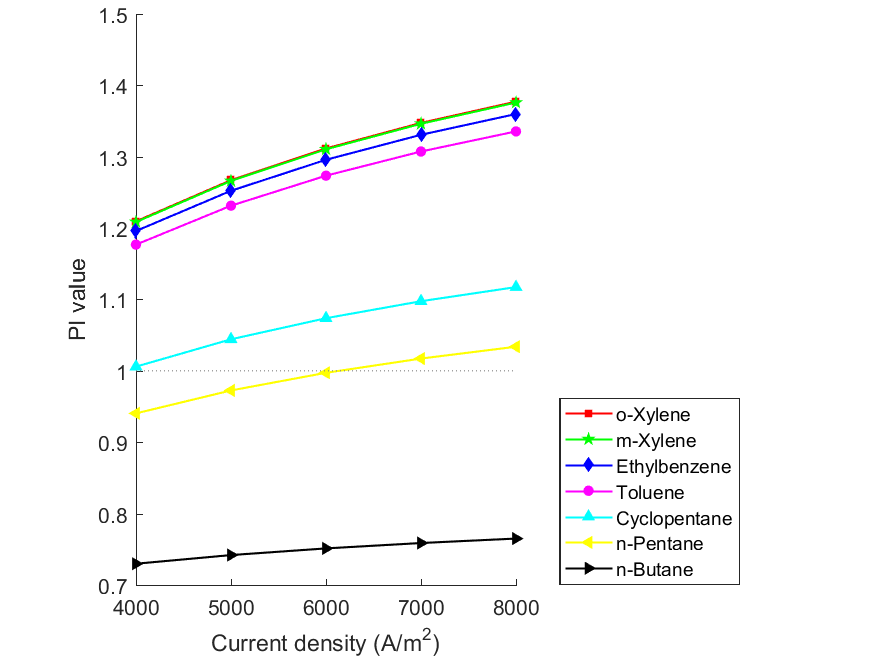 1.5
1.4
1.3
1.2
1.1
1
0.9
0.8
0.7
PI value
4000 5000 6000 7000 8000
Current density (A/m²)
o-Xylene
m-Xylene
Ethylbenzene
Toluene
Cyclopentane
n-Pentane
n-Butane